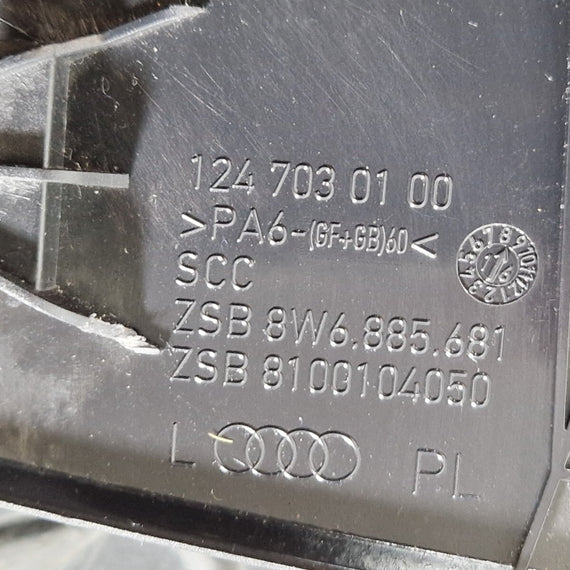 124 703 01 00
>PA6-(GF+GB)60<
SCC
ZSB 8W6.885.681
ZSB 8100104050
L PL